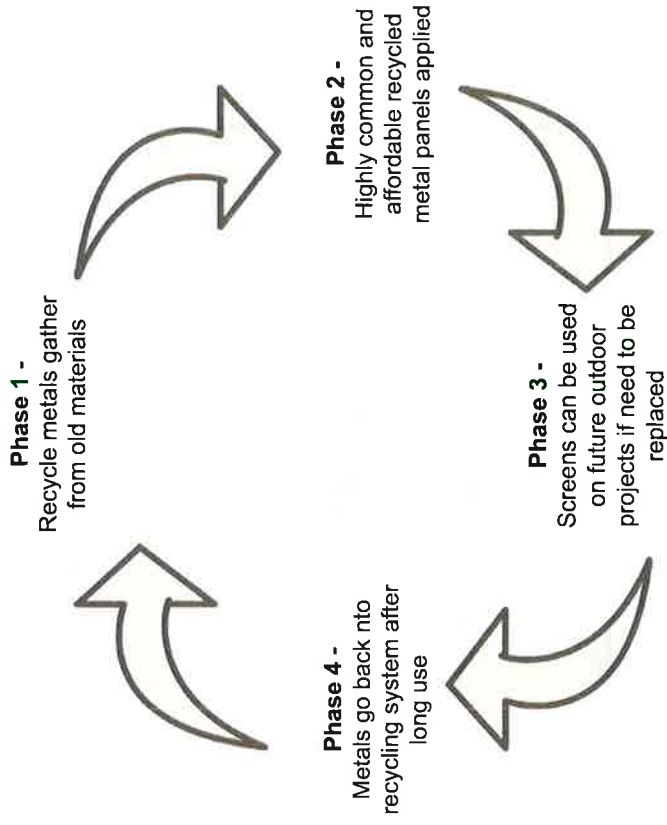 Phase 1 -
Recycle metals gather
from old materials
Phase 2 -
Highly common and
affordable recycled
metal panels applied
Phase 3 -
Screens can be used
on future outdoor
projects if need to be
replaced
Phase 4 -
Metals go back nto
recycling system after
long use